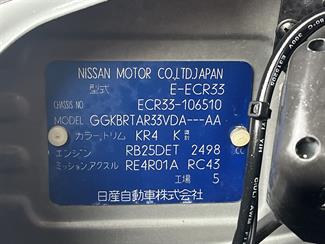 NISSAN MOTOR CO.,LTD.JAPAN
型式 E-ECR33
CHASSIS NO ECR33-106510
MODEL GGKBRTAR33VDA---AA
カラー,トリム KR4 K
エンジン RB25DET 2498
ミッション アクスル RE4R01A RC43
工場 5
日産自動車株式会社